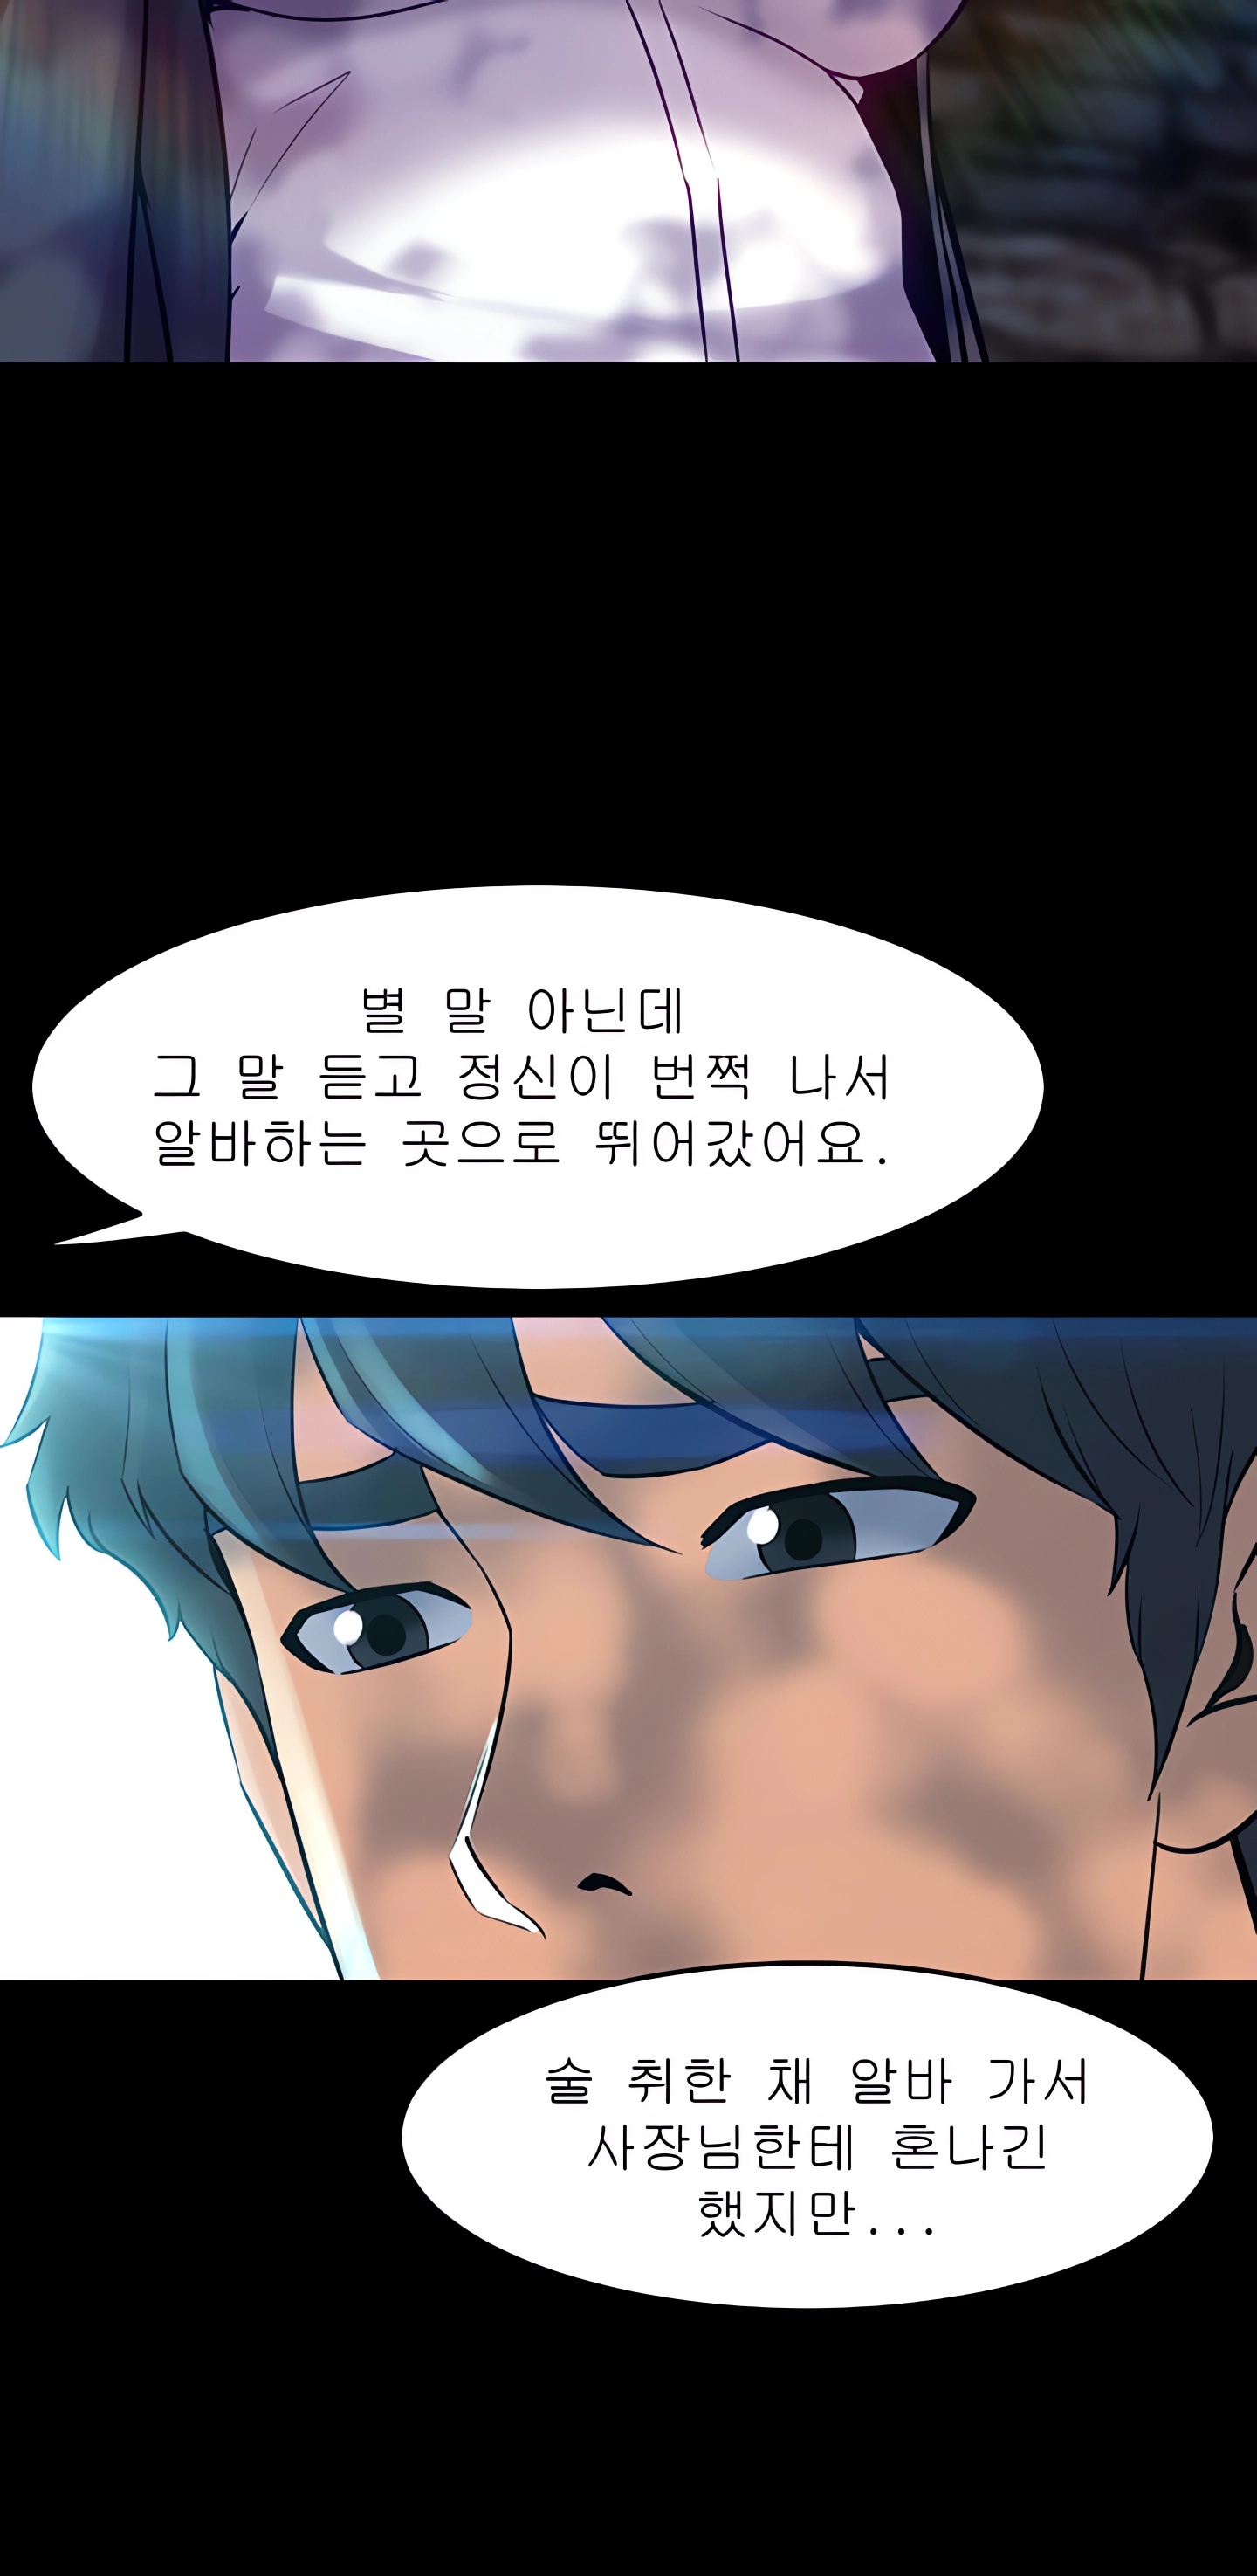 별 말 아닌데
그 말 듣고 정신이 번쩍 나서
알바하는 곳으로 뛰어갔어요.
술 취한 채 알바 가서
사장님한테 혼나긴
했지만...